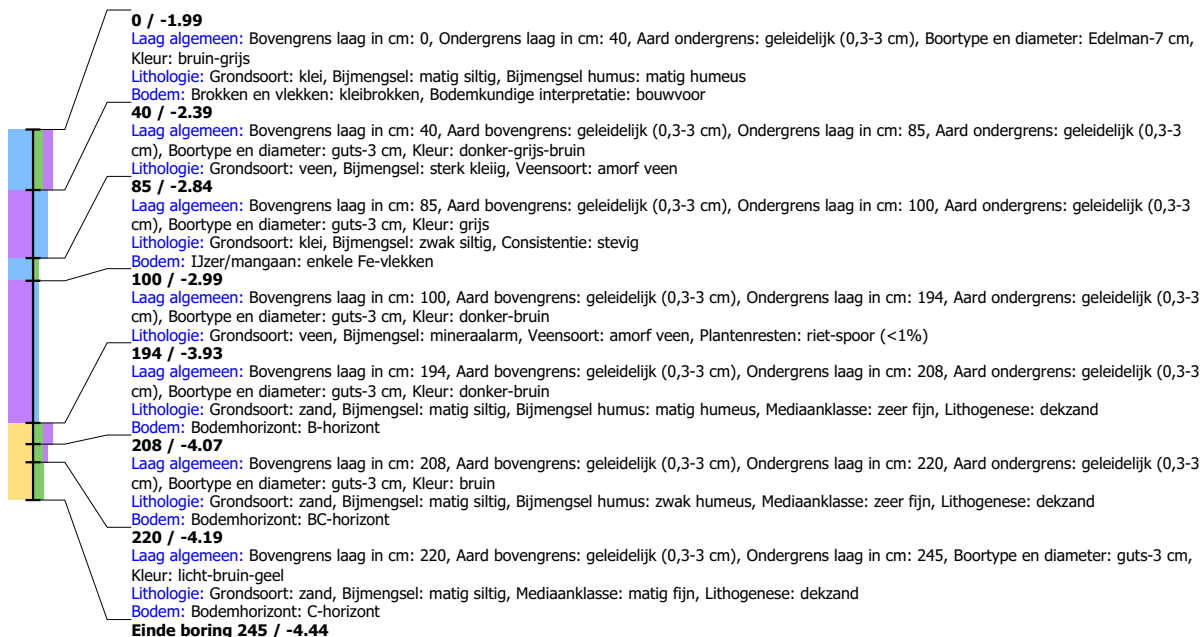 0 / -1.99
Laag algemeen: Bovengrens laag in cm: 0, Ondergrens laag in cm: 40, Aard ondergrens: geleidelijk (0,3-3 cm), Boortype en diameter: Edelman-7 cm,
Kleur: bruin-grijs
Lithologie: Grondsoort: klei, Bijmengsel: matig siltig, Bijmengsel humus: matig humeus
Bodem: Brokken en vlekken: kleibrokken, Bodemkundige interpretatie: bouwvoor
40 / -2.39
Laag algemeen: Bovengrens laag in cm: 40, Aard bovengrens: geleidelijk (0,3-3 cm), Ondergrens laag in cm: 85, Aard ondergrens: geleidelijk (0,3-3
cm), Boortype en diameter: guts-3 cm, Kleur: donker-grijs-bruin
Lithologie: Grondsoort: veen, Bijmengsel: sterk kleiig, Veensoort: amorf veen
85 / -2.84
Laag algemeen: Bovengrens laag in cm: 85, Aard bovengrens: geleidelijk (0,3-3 cm), Ondergrens laag in cm: 100, Aard ondergrens: geleidelijk (0,3-3
cm), Boortype en diameter: guts-3 cm, Kleur: grijs
Lithologie: Grondsoort: klei, Bijmengsel: zwak siltig, Consistentie: stevig
Bodem: IJzer/mangaan: enkele Fe-vlekken
100 / -2.99
Laag algemeen: Bovengrens laag in cm: 100, Aard bovengrens: geleidelijk (0,3-3 cm), Ondergrens laag in cm: 194, Aard ondergrens: geleidelijk (0,3-3
cm), Boortype en diameter: guts-3 cm, Kleur: donker-bruin
Lithologie: Grondsoort: veen, Bijmengsel: mineraalarm, Veensoort: amorf veen, Plantenresten: riet-spoor (<1%)
194 / -3.93
Laag algemeen: Bovengrens laag in cm: 194, Aard bovengrens: geleidelijk (0,3-3 cm), Ondergrens laag in cm: 208, Aard ondergrens: geleidelijk (0,3-3
cm), Boortype en diameter: guts-3 cm, Kleur: donker-bruin
Lithologie: Grondsoort: zand, Bijmengsel: matig siltig, Bijmengsel humus: matig humeus, Mediaanklasse: zeer fijn, Lithogenese: dekzand
Bodem: Bodemhorizont: B-horizont
208 / -4.07
Laag algemeen: Bovengrens laag in cm: 208, Aard bovengrens: geleidelijk (0,3-3 cm), Ondergrens laag in cm: 220, Aard ondergrens: geleidelijk (0,3-3
cm), Boortype en diameter: guts-3 cm, Kleur: bruin
Lithologie: Grondsoort: zand, Bijmengsel: matig siltig, Bijmengsel humus: zwak humeus, Mediaanklasse: zeer fijn, Lithogenese: dekzand
Bodem: Bodemhorizont: BC-horizont
220 / -4.19
Laag algemeen: Bovengrens laag in cm: 220, Aard bovengrens: geleidelijk (0,3-3 cm), Ondergrens laag in cm: 245, Boortype en diameter: guts-3 cm,
Kleur: licht-bruin-geel
Lithologie: Grondsoort: zand, Bijmengsel: matig siltig, Mediaanklasse: matig fijn, Lithogenese: dekzand
Bodem: Bodemhorizont: C-horizont
Einde boring 245 / -4.44